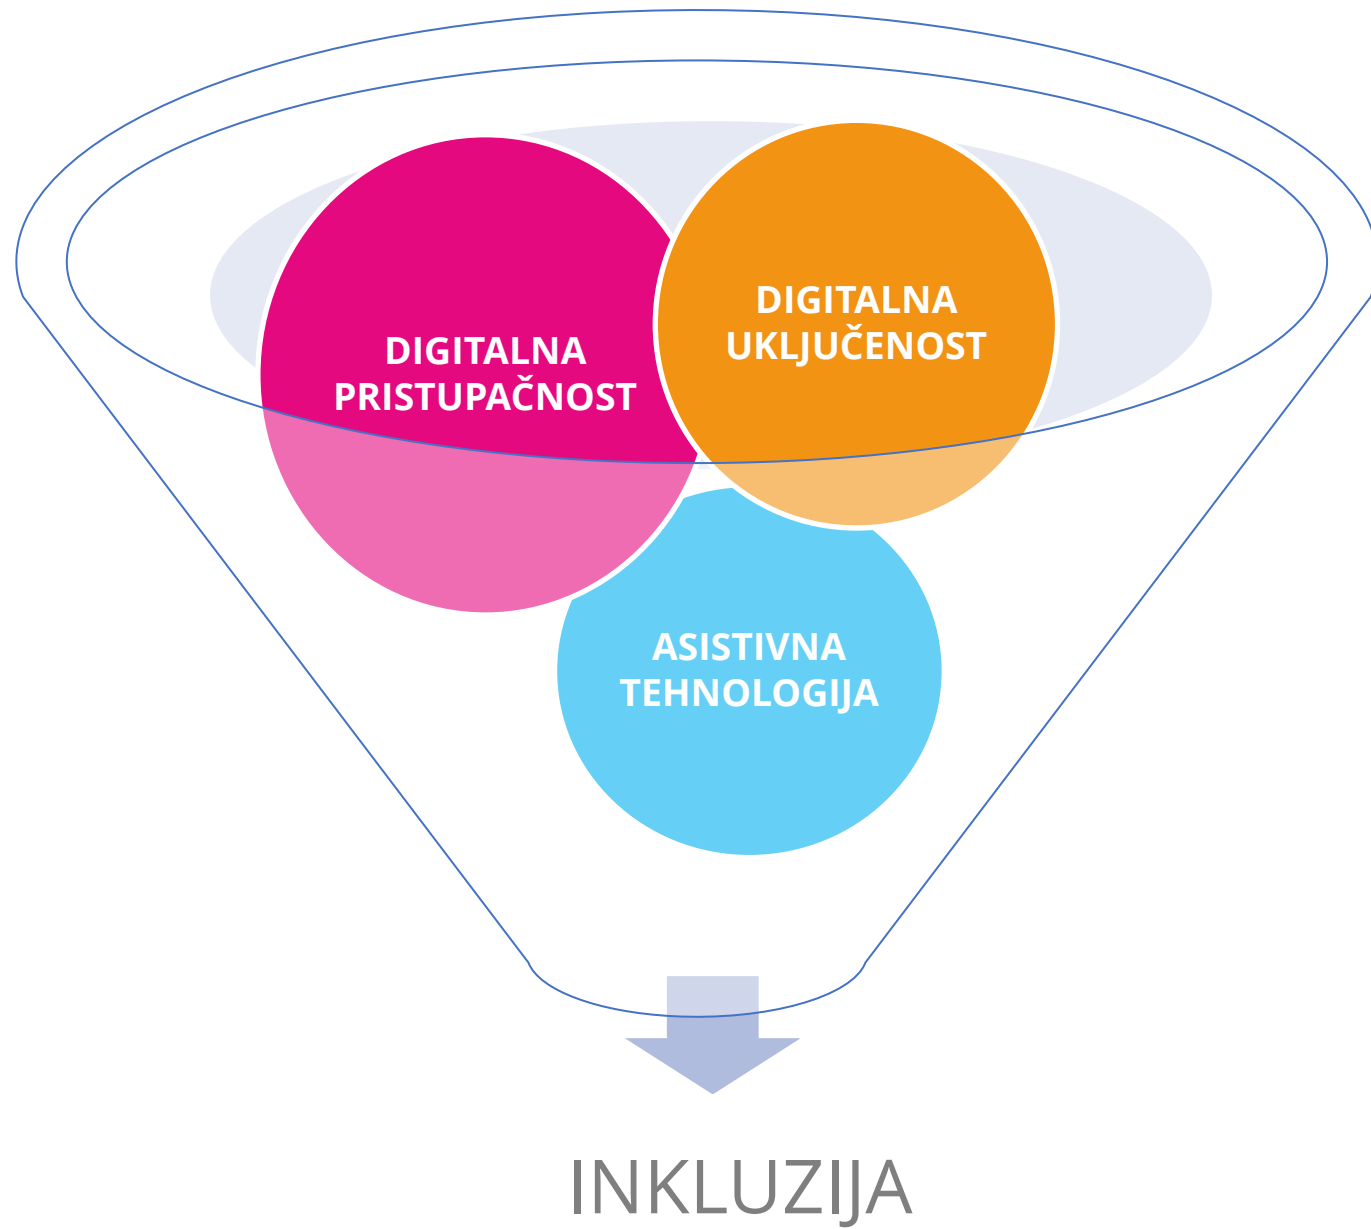 DIGITALNA
PRISTUPAČNOST
DIGITALNA
UKLJUČENOST
ASISTIVNA
TEHNOLOGIJA
INKLUZIJA